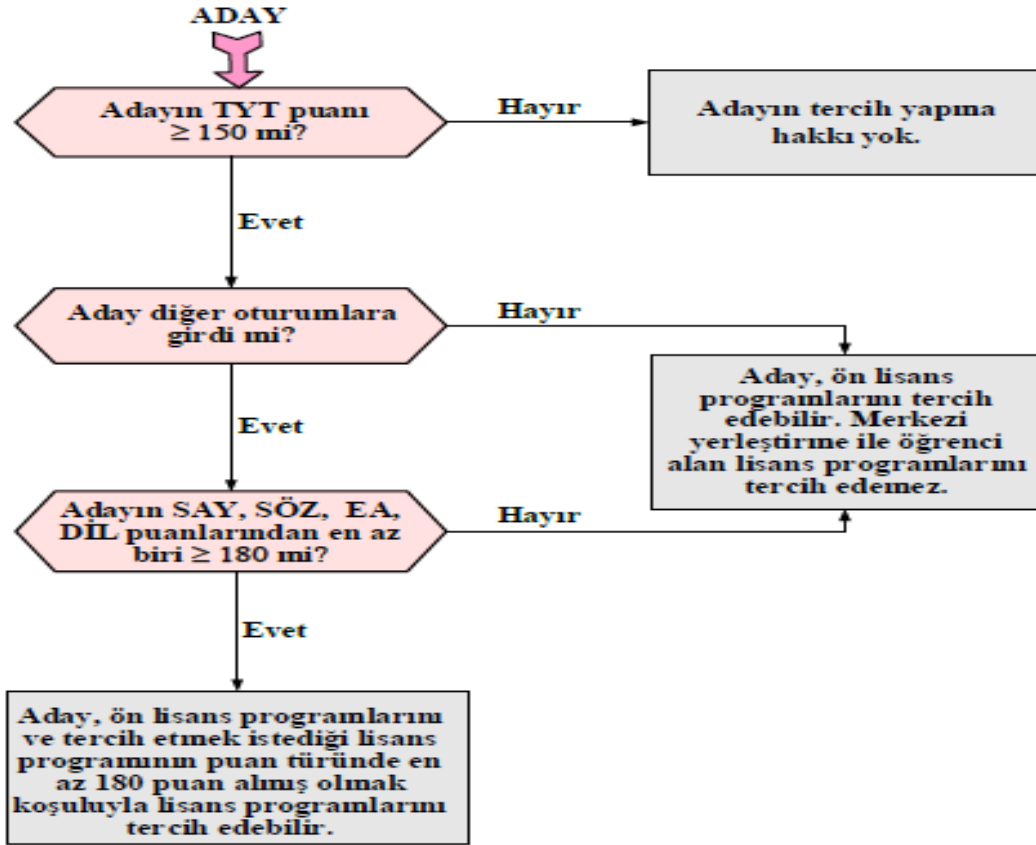 ADAY
Adayın TYT puanı
≥ 150 mi?
Hayır
Adayın tercih yapma
hakkı yok.
Evet
Aday diğer oturumlara
girdi mi?
Hayır
Aday, ön lisans
programlarını tercih
edebilir. Merkezi
yerleştirme ile öğrenci
alan lisans programlarını
tercih edemez.
Evet
Adayın SAY, SÖZ, EA,
DİL puanlarından en az
biri ≥ 180 mi?
Hayır
Evet
Aday, ön lisans programlarını
ve tercih etmek istediği lisans
programının puan türünde en
az 180 puan almış olmak
koşuluyla lisans programlarını
tercih edebilir.